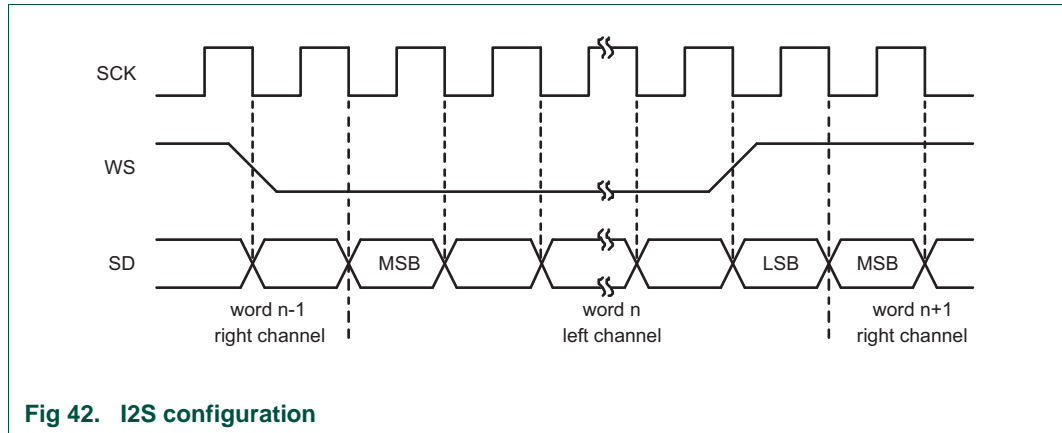 SCK
WS
SD
MSB
LSB
MSB
word n-1
right channel
word n
left channel
word n+1
right channel
Fig 42. I2S configuration